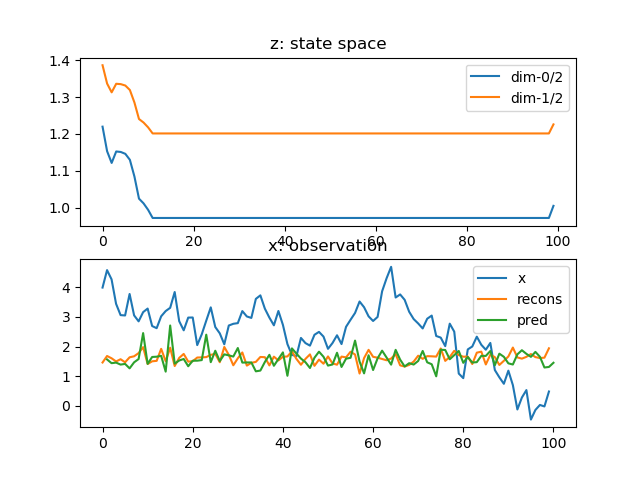 z: state space
1.4
1.3
1.2
1.1
1.0
dim-0/2
dim-1/2
0 20 40 60 80 100
x: observation
4
3
2
1
0
x
recons
pred
0 20 40 60 80 100